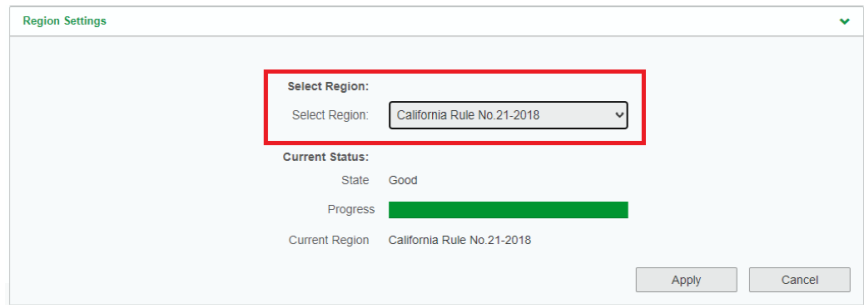 Region Settings
Select Region:
Select Region: California Rule No.21-2018
Current Status:
State Good
Progress
Current Region California Rule No.21-2018
Apply Cancel